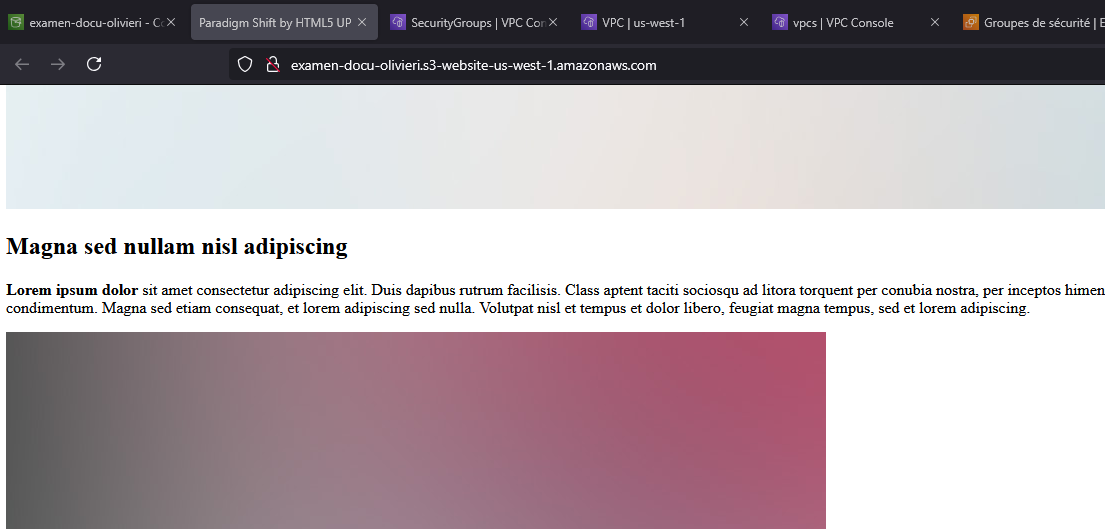 examen-docu-olivieri - Co
Paradigm Shift by HTML5 UP
SecurityGroups | VPC Con
VPC | us-west-1
vpcs | VPC Console
Groupes de sécurité | E
examen-docu-olivieri.s3-website-us-west-1.amazonaws.com
Magna sed nullam nisl adipiscing
Lorem ipsum dolor sit amet consectetur adipiscing elit. Duis dapibus rutrum facilisis. Class aptent taciti sociosqu ad litora torquent per conubia nostra, per inceptos himen
condimentum. Magna sed etiam consequat, et lorem adipiscing sed nulla. Volutpat nisl et tempus et dolor libero, feugiat magna tempus, sed et lorem adipiscing.